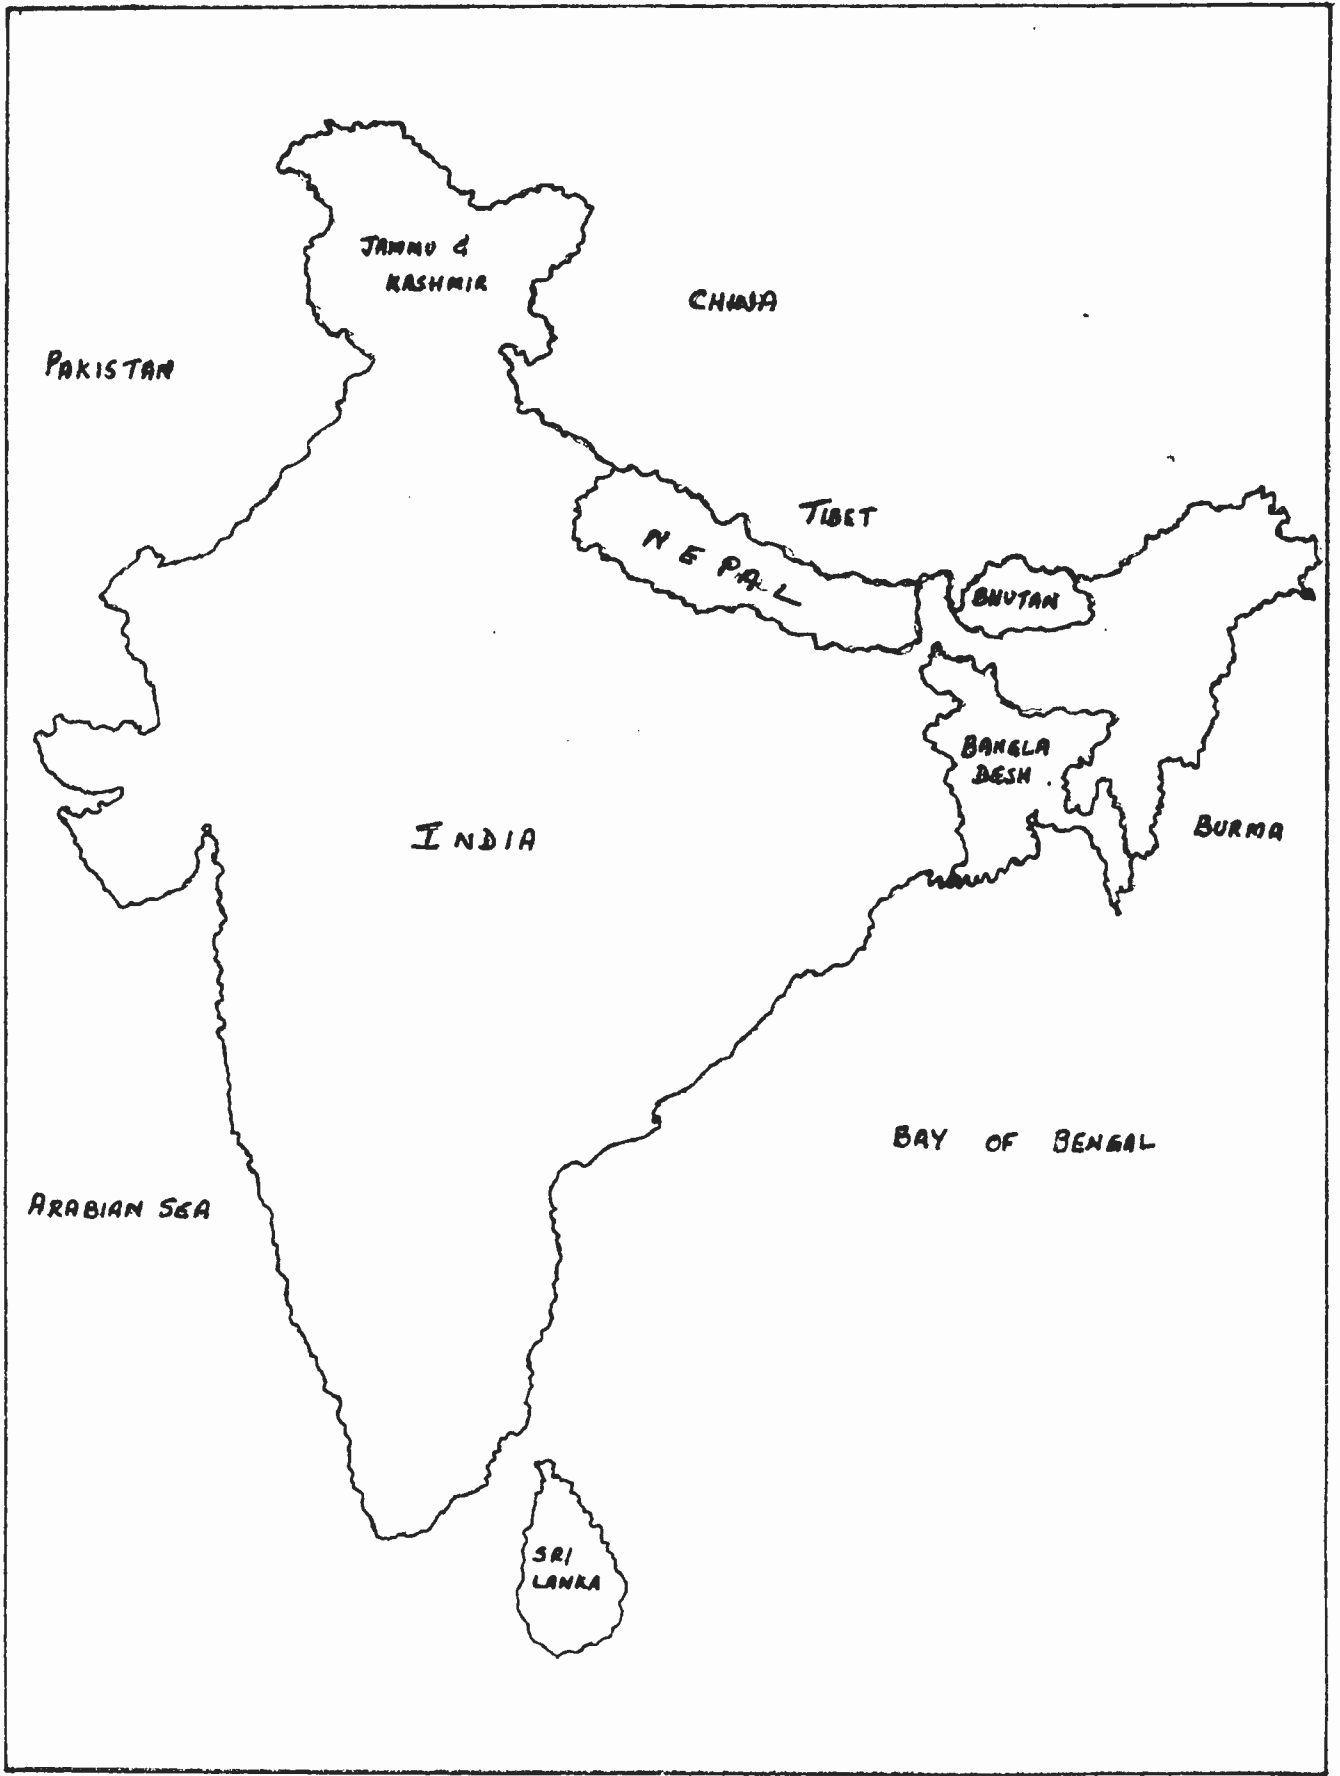 JAMMU &
KASHMIR
CHINA
PAKISTAN
TIBET
NEPAL
BHUTAN
BANGLA
DESH
BURMA
INDIA
BAY OF BENGAL
ARABIAN SEA
SRI
LANKA